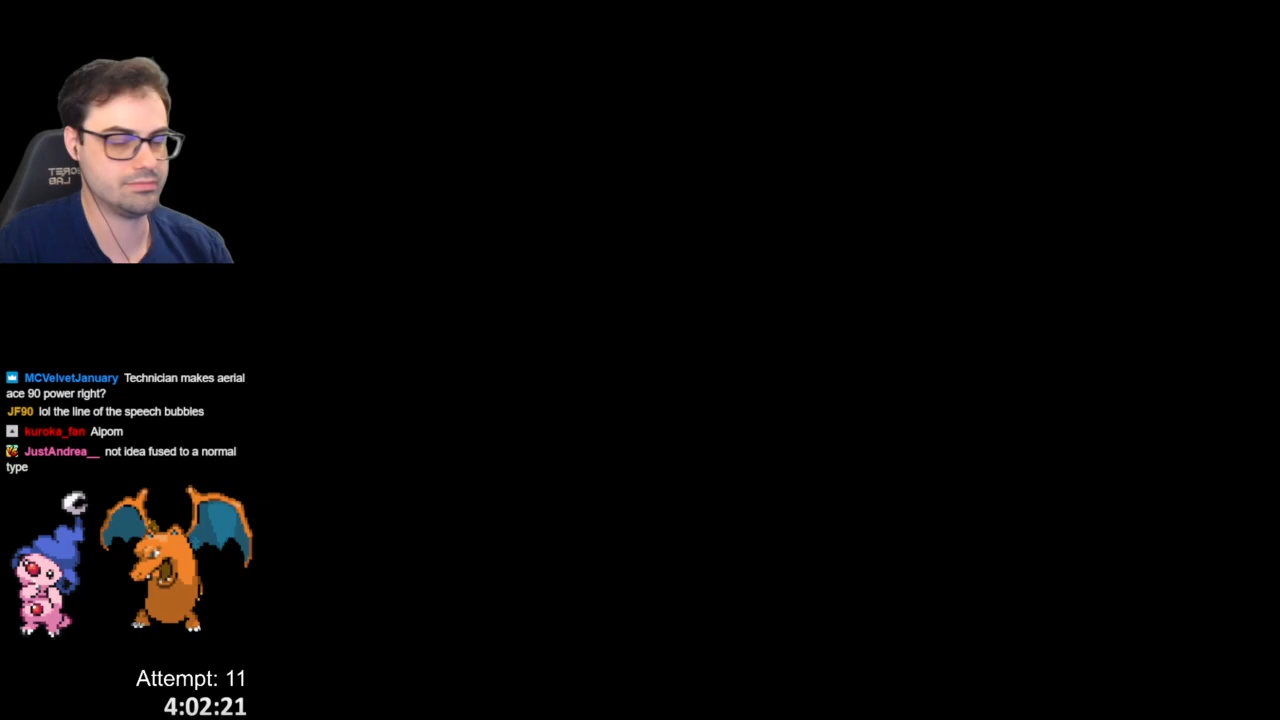 MCVelvetJanuary Technician makes aerial
ace 90 power right?
JF90 lol the line of the speech bubbles
kuroka_fan Aipom
JustAndrea__ not idea fused to a normal
type
Attempt: 11
4:02:21